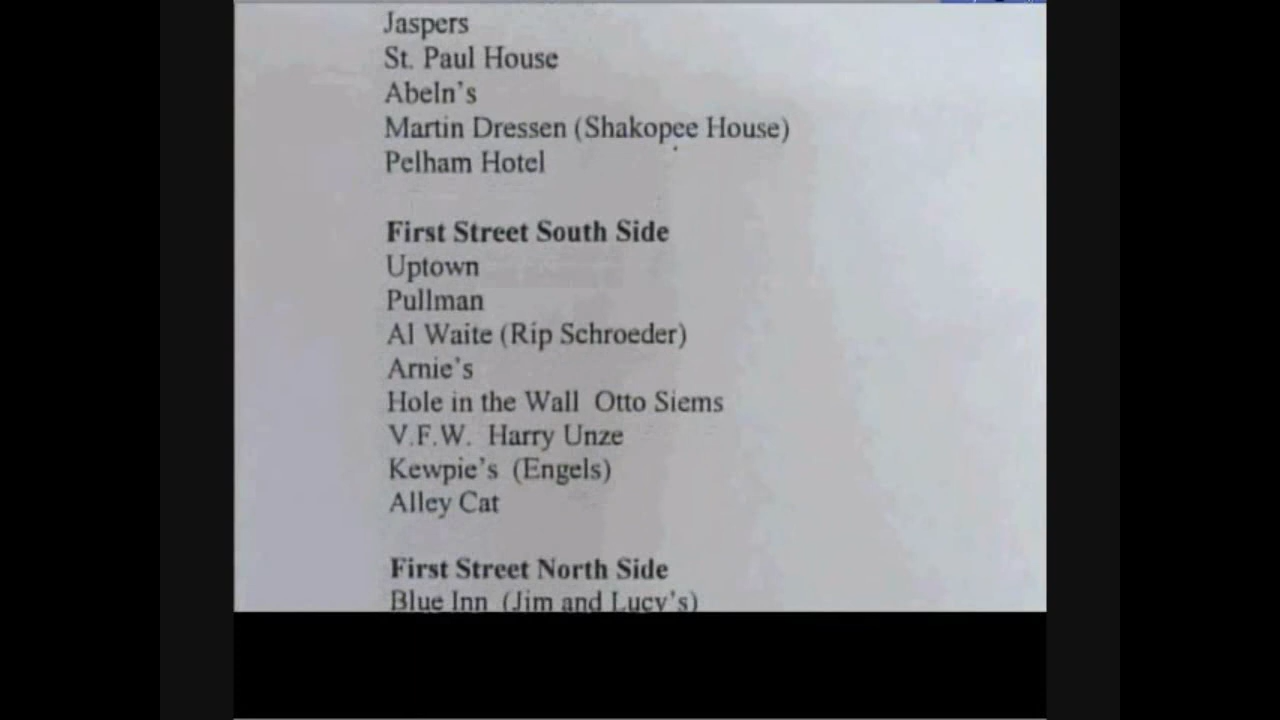 Jaspers
St. Paul House
Abeln's
Martin Dressen (Shakopee House)
Pelham Hotel
First Street South Side
Uptown
Pullman
Al Waite (Rip Schroeder)
Arnie's
Hole in the Wall  Otto Siems
V.F.W.  Harry Unze
Kewpie's  (Engels)
Alley Cat
First Street North Side
Blue Inn  (Jim and Lucy's)